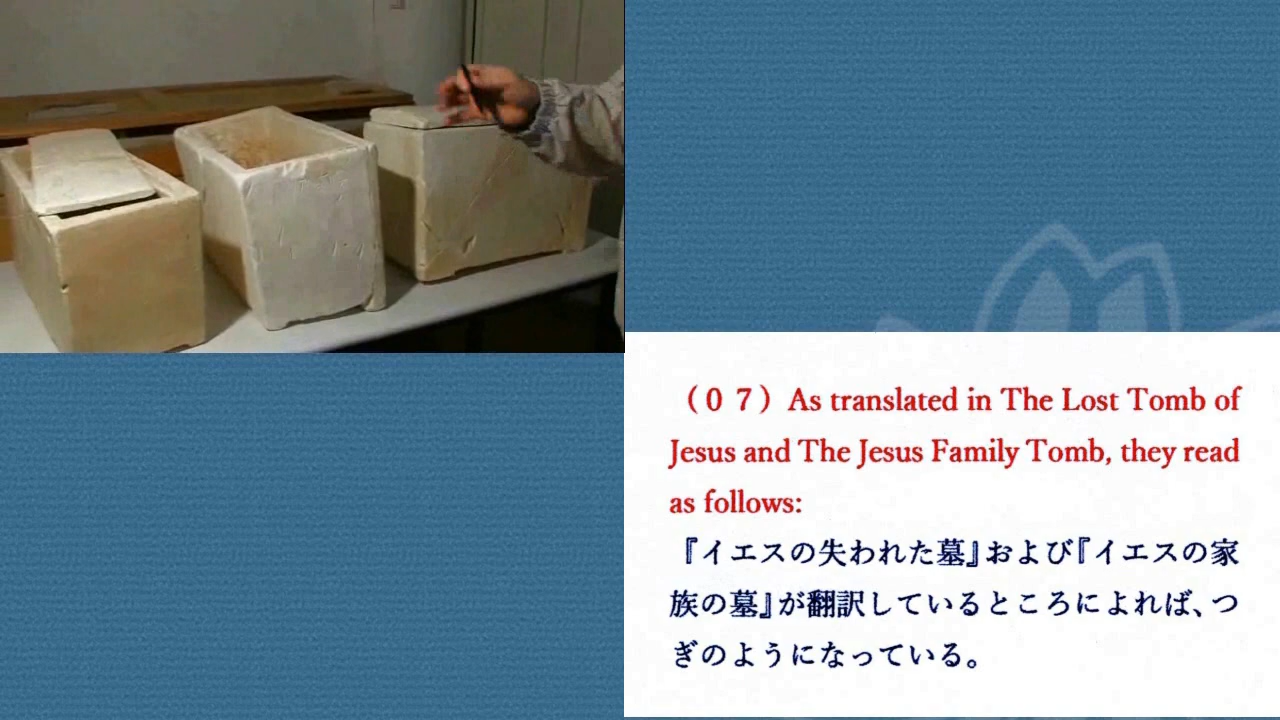 （０７）As translated in The Lost Tomb of
Jesus and The Jesus Family Tomb, they read
as follows:
『イエスの失われた墓』および『イエスの家
族の墓』が翻訳しているところによれば、つ
ぎのようになっている。